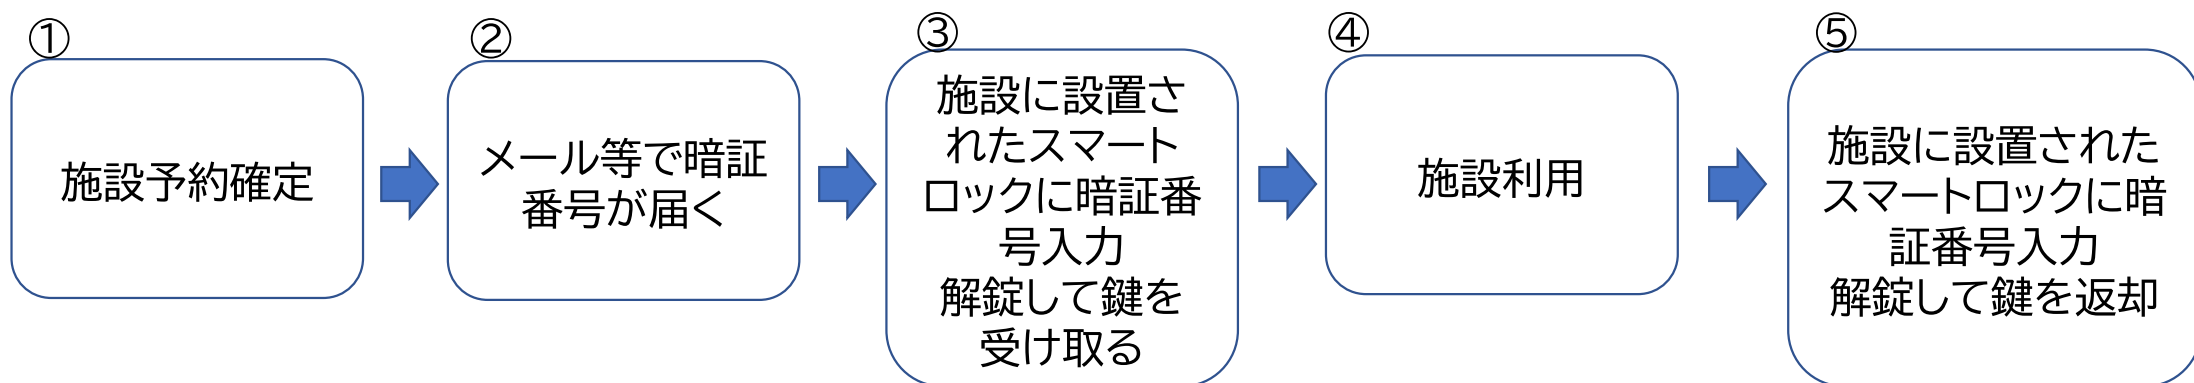 ①
施設予約確定
②
メール等で暗証
番号が届く
③
施設に設置さ
れたスマート
ロックに暗証番
号入力
解錠して鍵を
受け取る
④
施設利用
⑤
施設に設置された
スマートロックに暗
証番号入力
解錠して鍵を返却